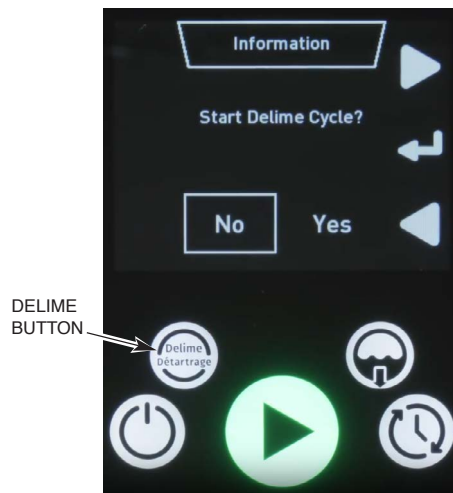 Information
Start Delime Cycle?
No Yes
DELIME
BUTTON
Delime
Détartrage